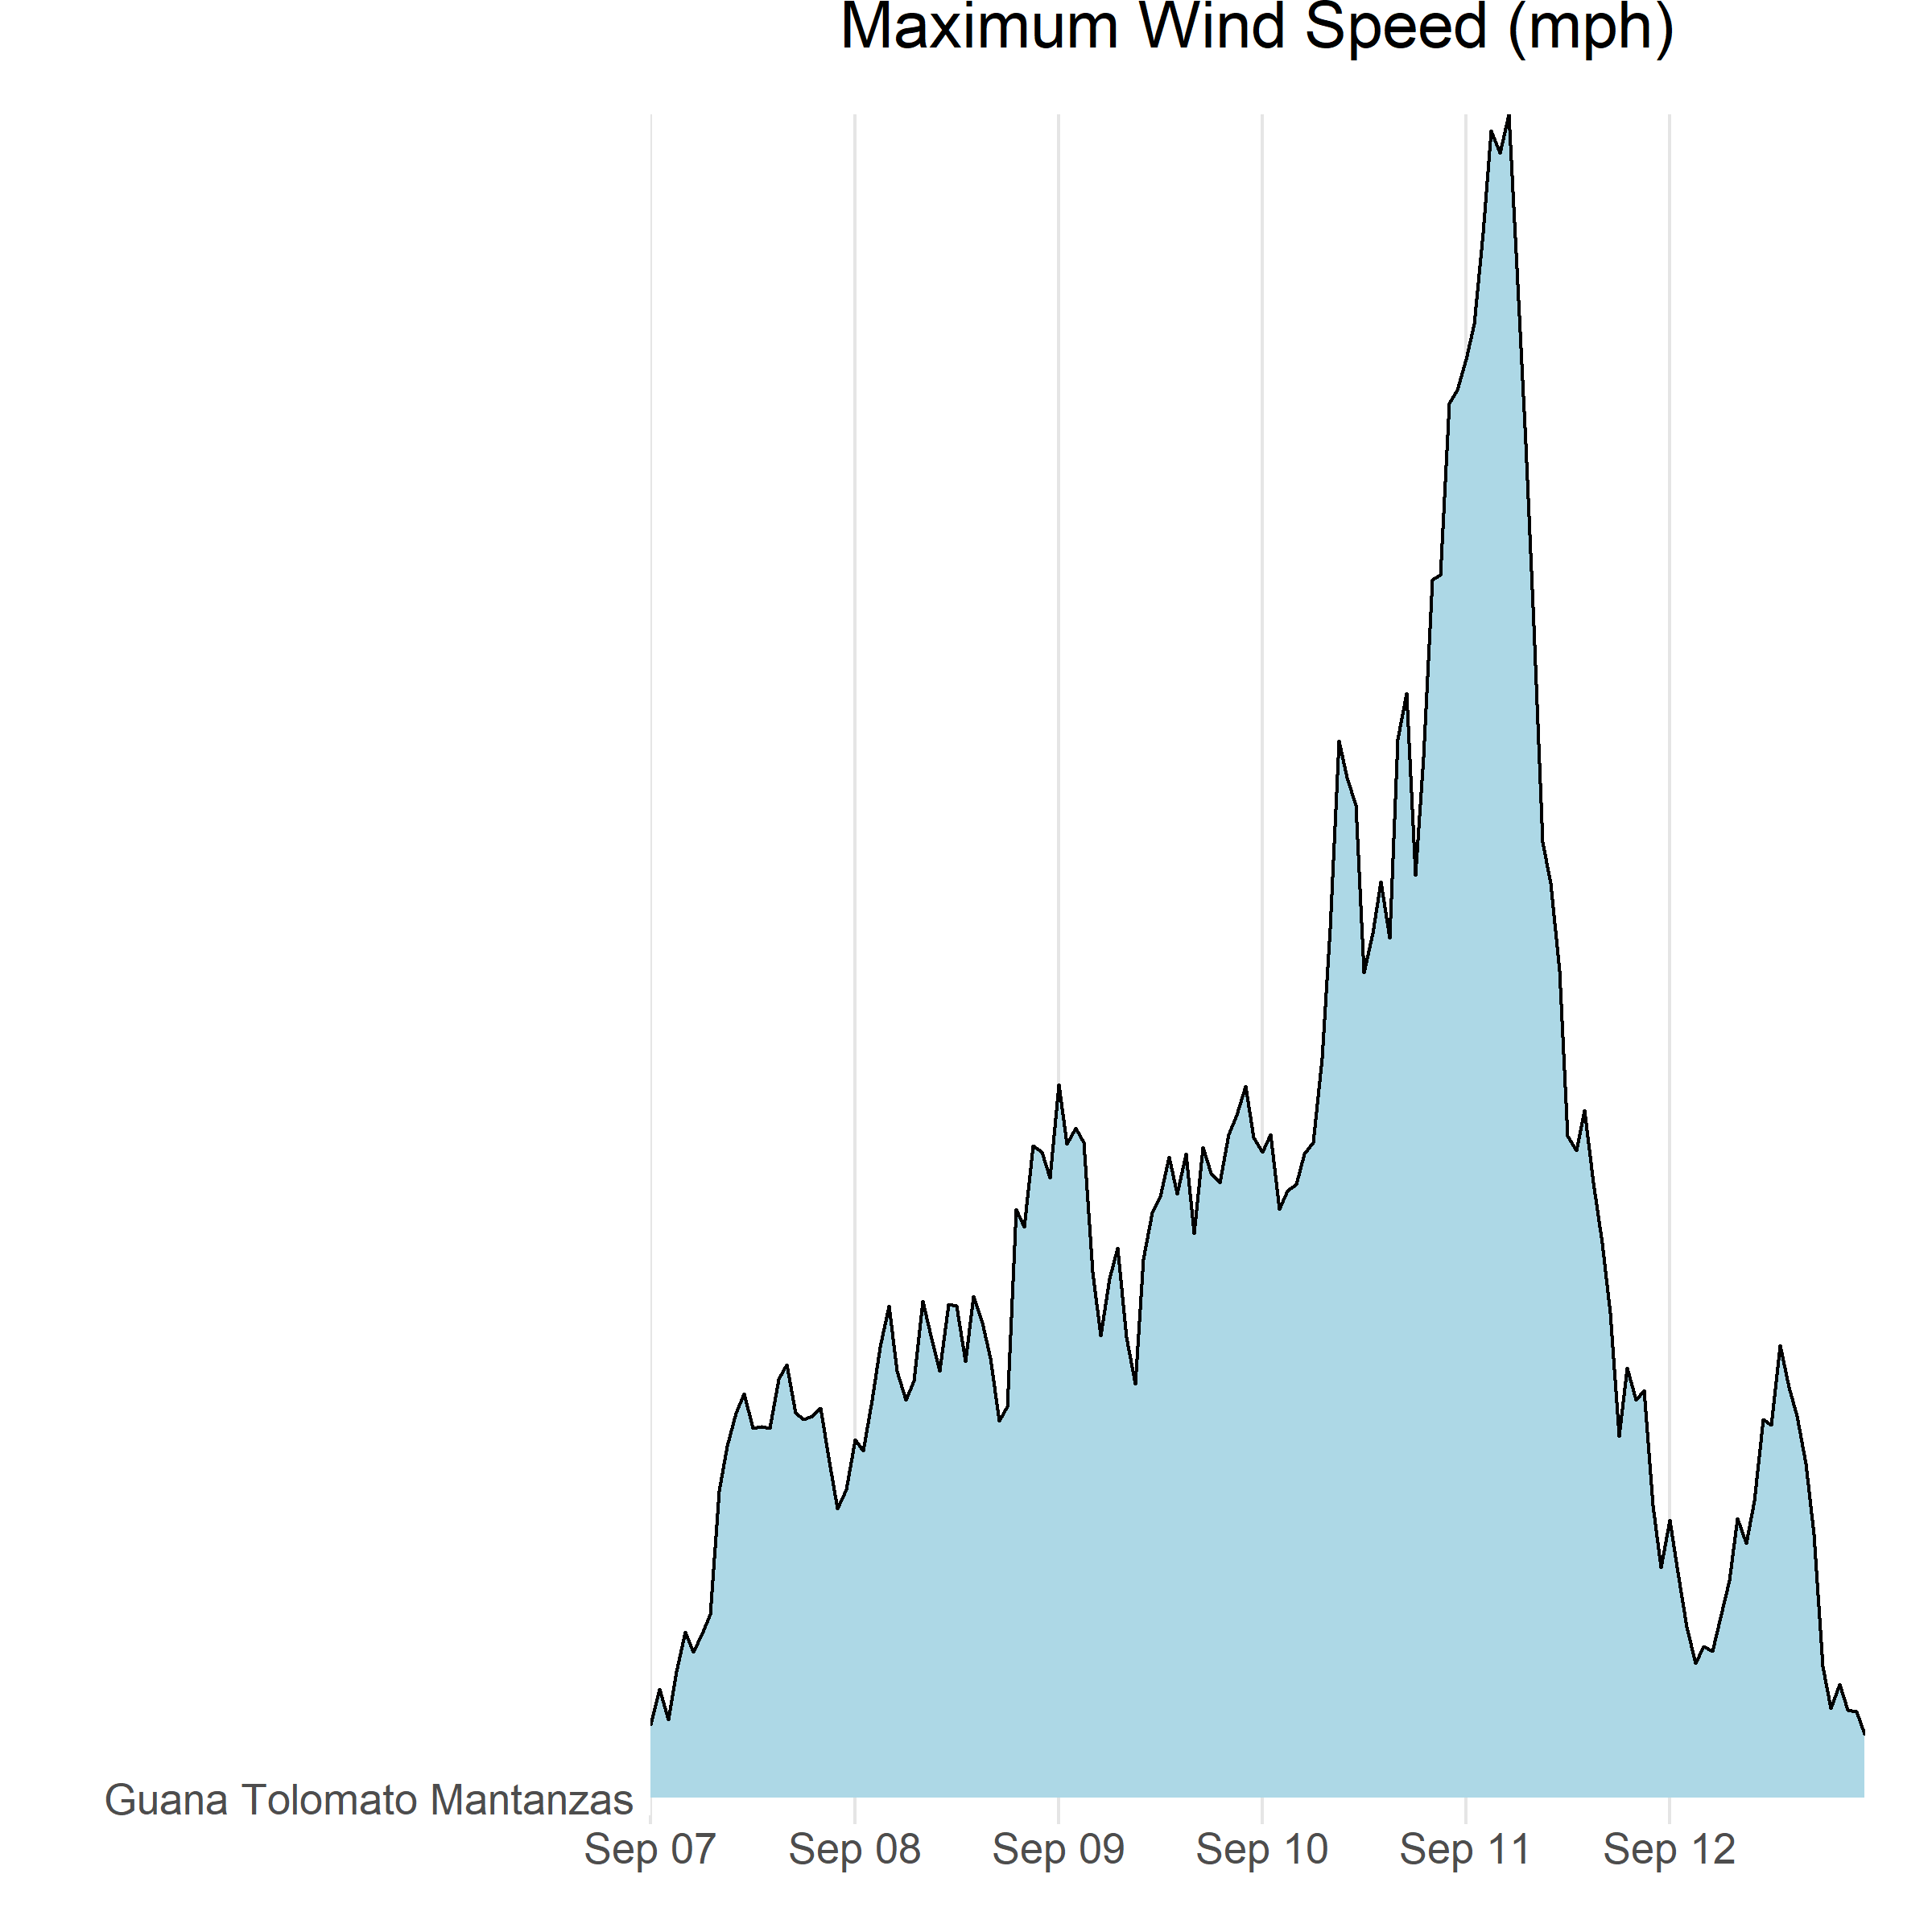 Maximum Wind Speed (mph)
Guana Tolomato Mantanzas
Sep 07 Sep 08 Sep 09 Sep 10 Sep 11 Sep 12